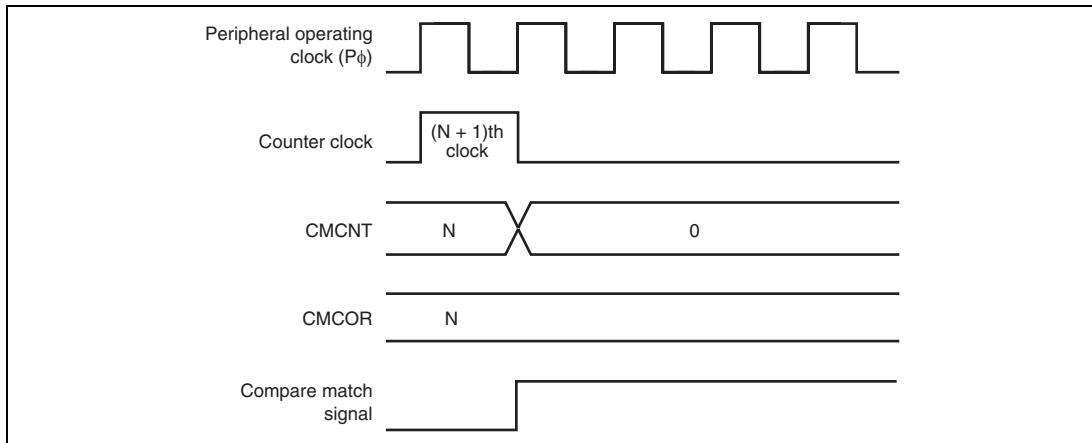 Peripheral operating
clock (Pϕ)
Counter clock
(N + 1)th
clock
CMCNT
N
0
CMCOR
N
Compare match
signal